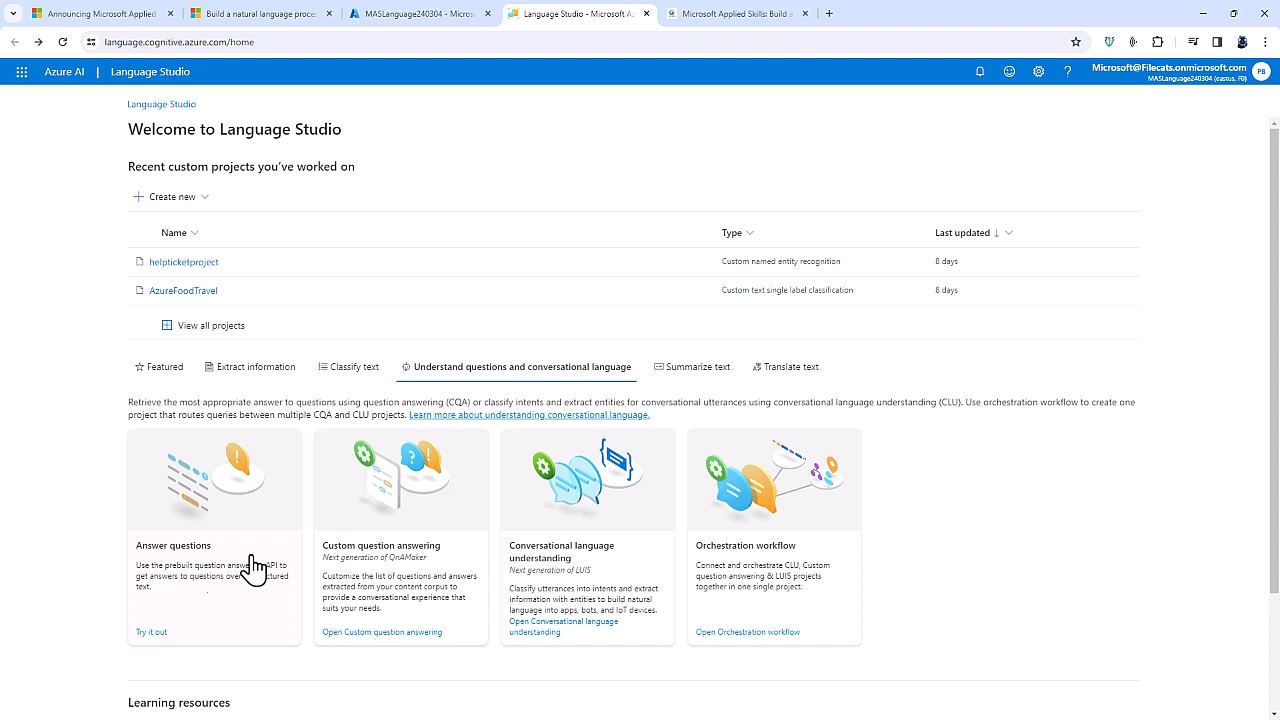 Announcing Microsoft Applied
Build a natural language proce
MASLanguage240304 - Micros
Language Studio - Microsoft A
Microsoft Applied Skills: Build a
language.cognitive.azure.com/home
Azure AI | Language Studio
Microsoft@Filecats.onmicrosoft.com
MASLanguage240304 (eastus, F0)
PB
Language Studio
Welcome to Language Studio
Recent custom projects you've worked on
Create new
Name Type Last updated ↓
helpticketproject Custom named entity recognition 8 days
AzureFoodTravel Custom text single label classification 8 days
View all projects
Featured Extract information Classify text Understand questions and conversational language Summarize text Translate text
Retrieve the most appropriate answer to questions using question answering (CQA) or classify intents and extract entities for conversational utterances using conversational language understanding (CLU). Use orchestration workflow to create one
project that routes queries between multiple CQA and CLU projects. Learn more about understanding conversational language.
Answer questions
Use the prebuilt question answe API to
get answers to questions over ctured
text.
Try it out
Custom question answering
Next generation of QnAMaker
Customize the list of questions and answers
extracted from your content corpus to
provide a conversational experience that
suits your needs.
Open Custom question answering
Conversational language
understanding
Next generation of LUIS
Classify utterances into intents and extract
information with entities to build natural
language into apps, bots, and IoT devices.
Open Conversational language
understanding
Orchestration workflow
Connect and orchestrate CLU, Custom
question answering & LUIS projects
together in one single project.
Open Orchestration workflow
Learning resources